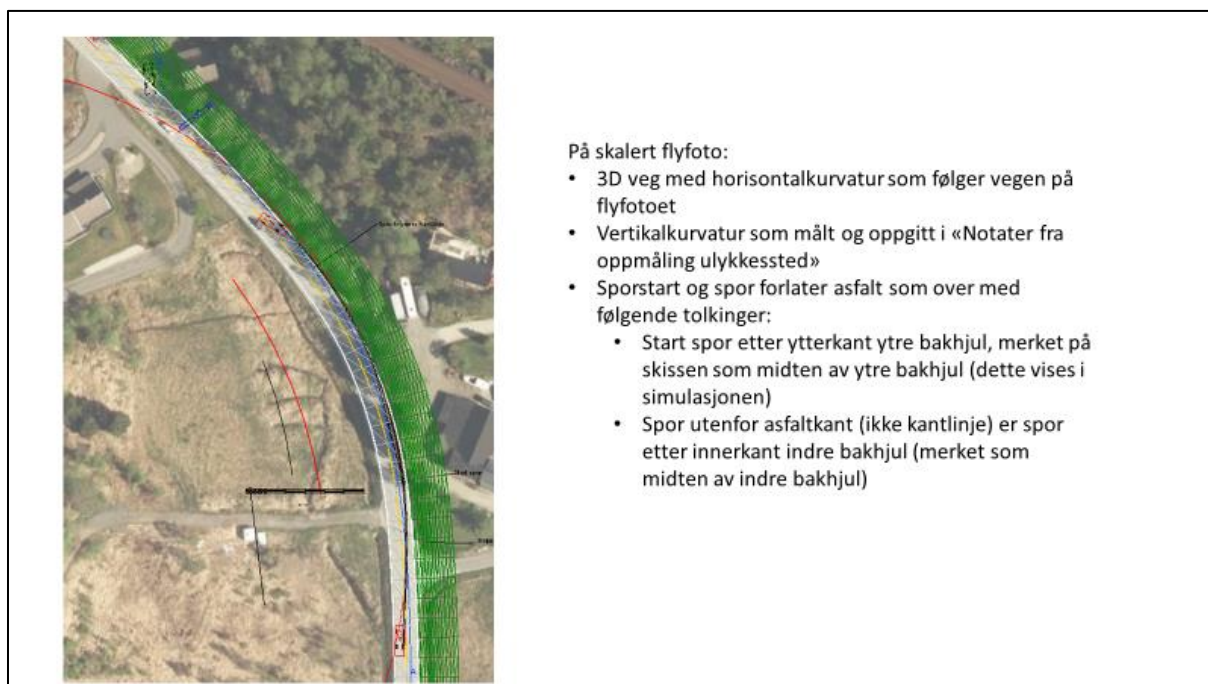 På skalert flyfoto:
• 3D veg med horisontalkurvatur som følger vegen på
flyfotoet
• Vertikalkurvatur som målt og oppgitt i «Notater fra
oppmåling ulykkessted»
• Sporstart og spor forlater asfalt som over med
følgende tolkinger:
• Start spor etter ytterkant ytre bakhjul, merket på
skissen som midten av ytre bakhjul (dette vises i
simulasjonen)
• Spor utenfor asfaltkant (ikke kantlinje) er spor
etter innerkant indre bakhjul (merket som
midten av indre bakhjul)